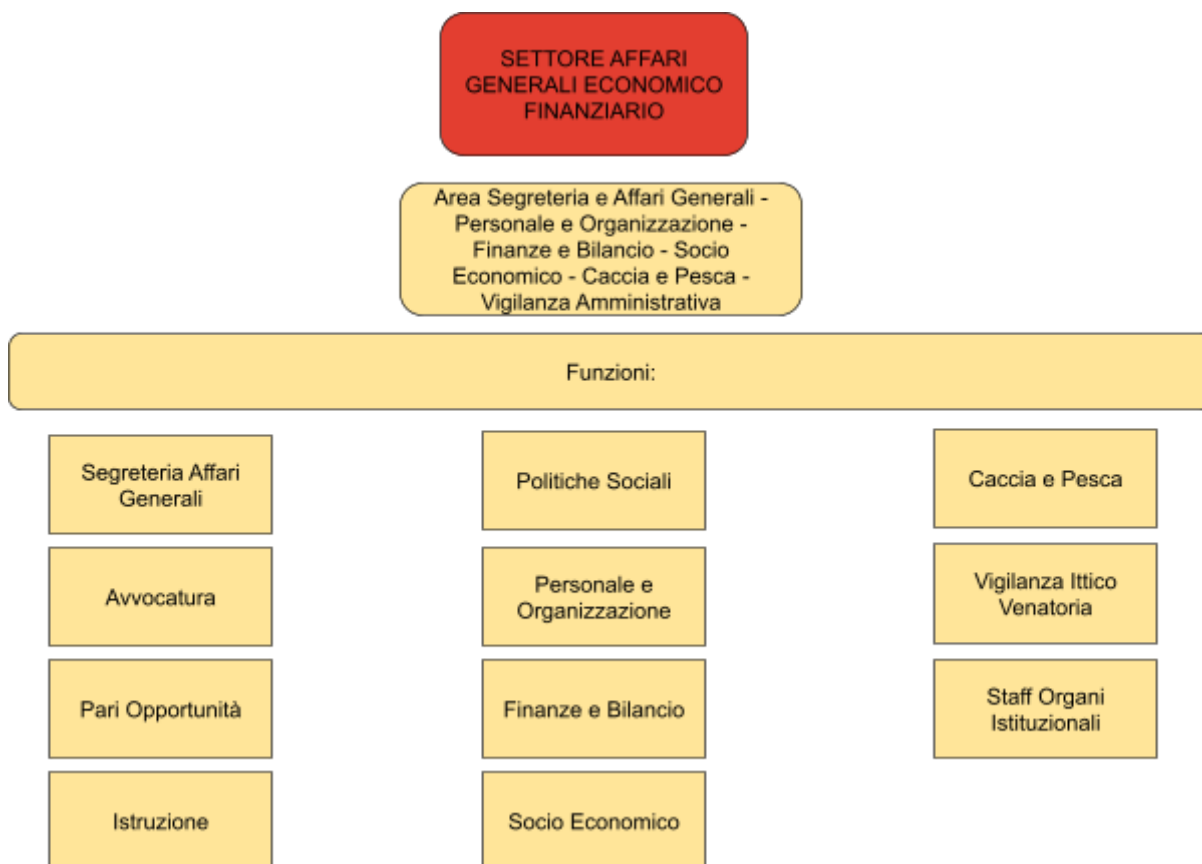 SETTORE AFFARI
GENERALI ECONOMICO
FINANZIARIO
Area Segreteria e Affari Generali -
Personale e Organizzazione -
Finanze e Bilancio - Socio
Economico - Caccia e Pesca -
Vigilanza Amministrativa
Funzioni:
Segreteria Affari
Generali
Avvocatura
Pari Opportunità
Istruzione
Politiche Sociali
Personale e
Organizzazione
Finanze e Bilancio
Socio Economico
Caccia e Pesca
Vigilanza Ittico
Venatoria
Staff Organi
Istituzionali